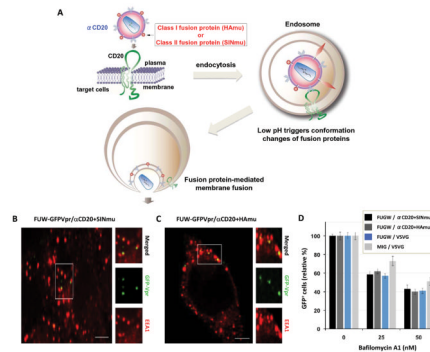 A
αCD20
Class I fusion protein (HAmu)
or
Class II fusion protein (SINmu)
CD20
plasma
membrane
target cells
endocytosis
Endosome
Low pH triggers conformation
changes of fusion proteins
Fusion protein-mediated
membrane fusion
B
FUW-GFPVpr/αCD20+SINmu
Merged
GFP-Vpr
EEA1
C
FUW-GFPVpr/αCD20+HAmu
Merged
GFP-Vpr
EEA1
D
FUGW / αCD20+SINmu
FUGW / αCD20+HAmu
FUGW / VSVG
MIG / VSVG
GFP+ cells (relative %)
100
80
60
40
20
0
0
25
50
Bafilomycin A1 (nM)